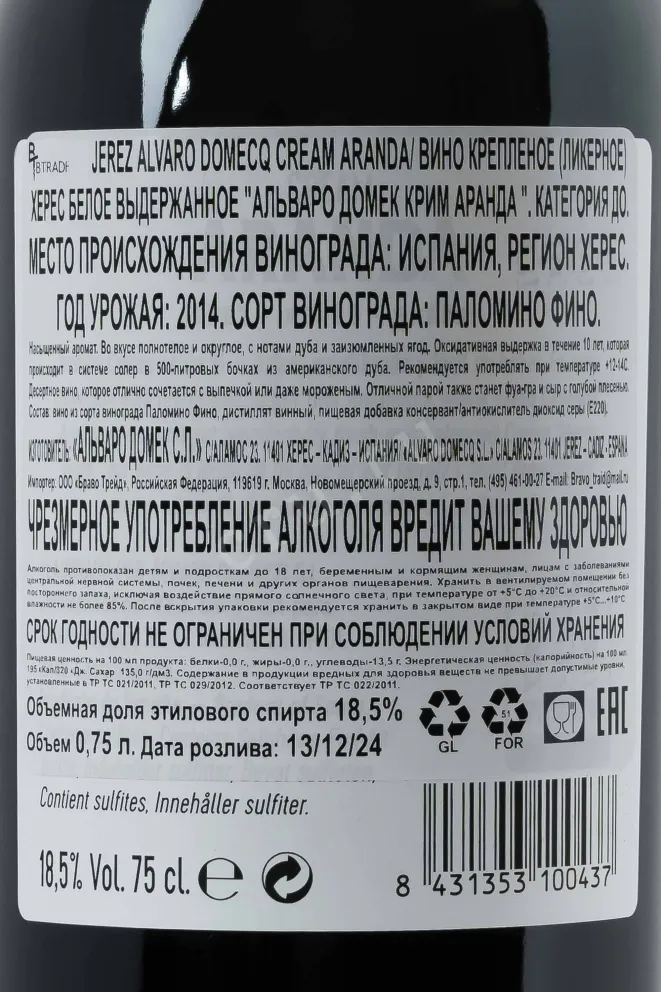 BTRADE
JEREZ ALVARO DOMECQ CREAM ARANDA/ ВИНО КРЕПЛЕНОЕ (ЛИКЕРНОЕ)
ХЕРЕС БЕЛОЕ ВЫДЕРЖАННОЕ "АЛЬВАРО ДОМЕК КРИМ АРАНДА ". КАТЕГОРИЯ ДО.
МЕСТО ПРОИСХОЖДЕНИЯ ВИНОГРАДА: ИСПАНИЯ, РЕГИОН ХЕРЕС.
ГОД УРОЖАЯ: 2014. СОРТ ВИНОГРАДА: ПАЛОМИНО ФИНО.
Насыщенный аромат. Во вкусе полнотелое и округлое, с нотами дуба и заизюмленных ягод. Оксидативная выдержка в течение 10 лет, которая
происходит в системе солер в 500-литровых бочках из американского дуба. Рекомендуется употреблять при температуре +12-14С.
Десертное вино, которое отлично сочетается с выпечкой или даже мороженым. Отличной парой также станет фуа-гра и сыр с голубой плесенью.
Состав: вино из сорта винограда Паломино Фино, дистиллят винный, пищевая добавка консервант/антиокислитель диоксид серы (Е220).
ИЗГОТОВИТЕЛЬ: «АЛЬВАРО ДОМЕК С.Л.» С/АЛАМОС 23, 11401 ХЕРЕС – КАДИЗ – ИСПАНИЯ/ «ALVARO DOMECQ S.L.» C/ALAMOS 23, 11401 JEREZ – CADIZ - ESPANA
Импортер: ООО «Браво Трейд», Российская Федерация, 119619 г. Москва, Новомещерский проезд, д. 9, стр.1, тел. (495) 461-00-27 E-mail: Bravo_traid@mail.ru
ЧРЕЗМЕРНОЕ УПОТРЕБЛЕНИЕ АЛКОГОЛЯ ВРЕДИТ ВАШЕМУ ЗДОРОВЬЮ
Алкоголь противопоказан детям и подросткам до 18 лет, беременным и кормящим женщинам, лицам с заболеваниями
центральной нервной системы, почек, печени и других органов пищеварения. Хранить в вентилируемом помещении без
постороннего запаха, исключая воздействие прямого солнечного света, при температуре от +5°С до +20°С и относительной
влажности не более 85%. После вскрытия упаковки рекомендуется хранить в закрытом виде при температуре +5°С...+10°С
СРОК ГОДНОСТИ НЕ ОГРАНИЧЕН ПРИ СОБЛЮДЕНИИ УСЛОВИЙ ХРАНЕНИЯ
Пищевая ценность на 100 мл продукта: белки-0,0 г., жиры-0,0 г., углеводы-13,5 г. Энергетическая ценность (калорийность) на 100 мл
195 кКал/820 кДж. Сахар 135,0 г/дм3. Содержание в продукции вредных для здоровья веществ не превышает допустимые уровни,
установленные в ТР ТС 021/2011, ТР ТС 029/2012. Соответствует ТР ТС 022/2011.
Объемная доля этилового спирта 18,5%
Объем 0,75 л. Дата розлива: 13/12/24
GL
51
FOR
EAC
Contient sulfites, Innehåller sulfiter.
18,5% Vol. 75 cl. e
8 431353 100437